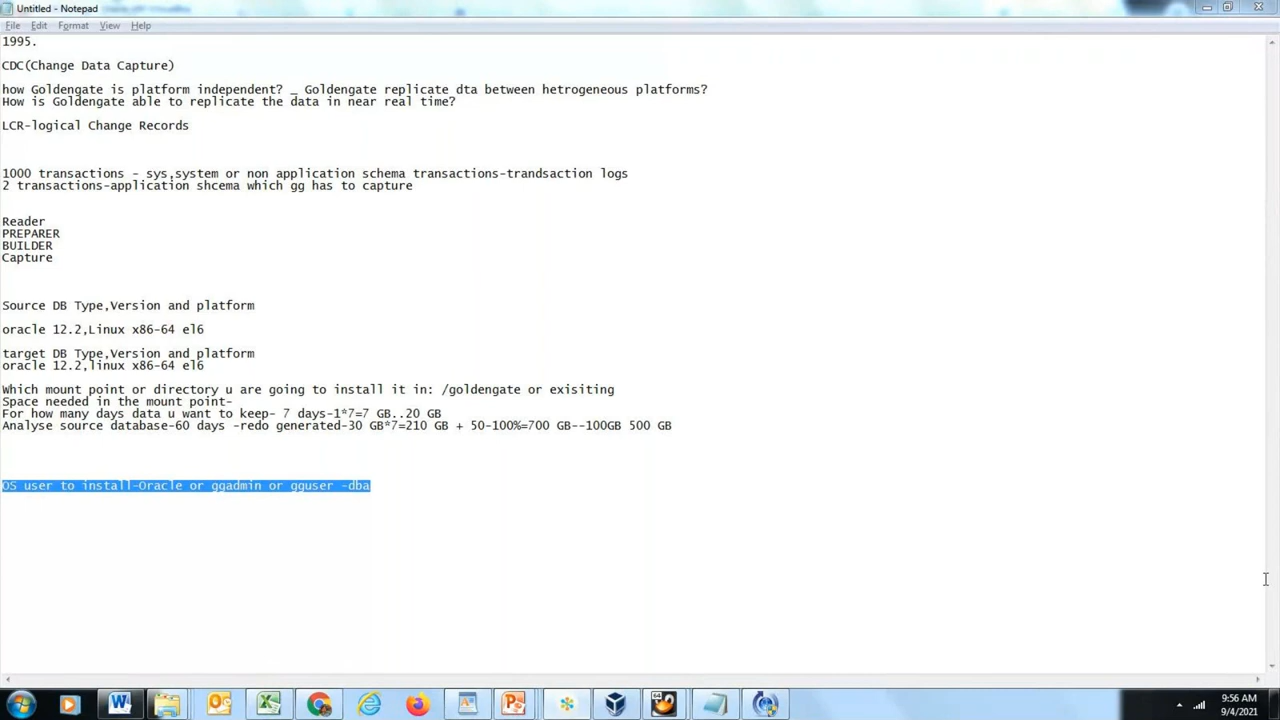 Untitled - Notepad
File Edit Format View Help
1995.
CDC(Change Data Capture)
how Goldengate is platform independent? _ Goldengate replicate dta between hetrogeneous platforms?
How is Goldengate able to replicate the data in near real time?
LCR-logical Change Records
1000 transactions - sys,system or non application schema transactions-trandsaction logs
2 transactions-application shcema which gg has to capture
Reader
PREPARER
BUILDER
Capture
Source DB Type,Version and platform
oracle 12.2,Linux x86-64 el6
target DB Type,Version and platform
oracle 12.2,linux x86-64 el6
Which mount point or directory u are going to install it in: /goldengate or exisiting
Space needed in the mount point-
For how many days data u want to keep- 7 days-1*7=7 GB..20 GB
Analyse source database-60 days -redo generated-30 GB*7=210 GB + 50-100%=700 GB--100GB 500 GB
OS user to install-Oracle or ggadmin or gguser -dba
9:56 AM
9/4/2021